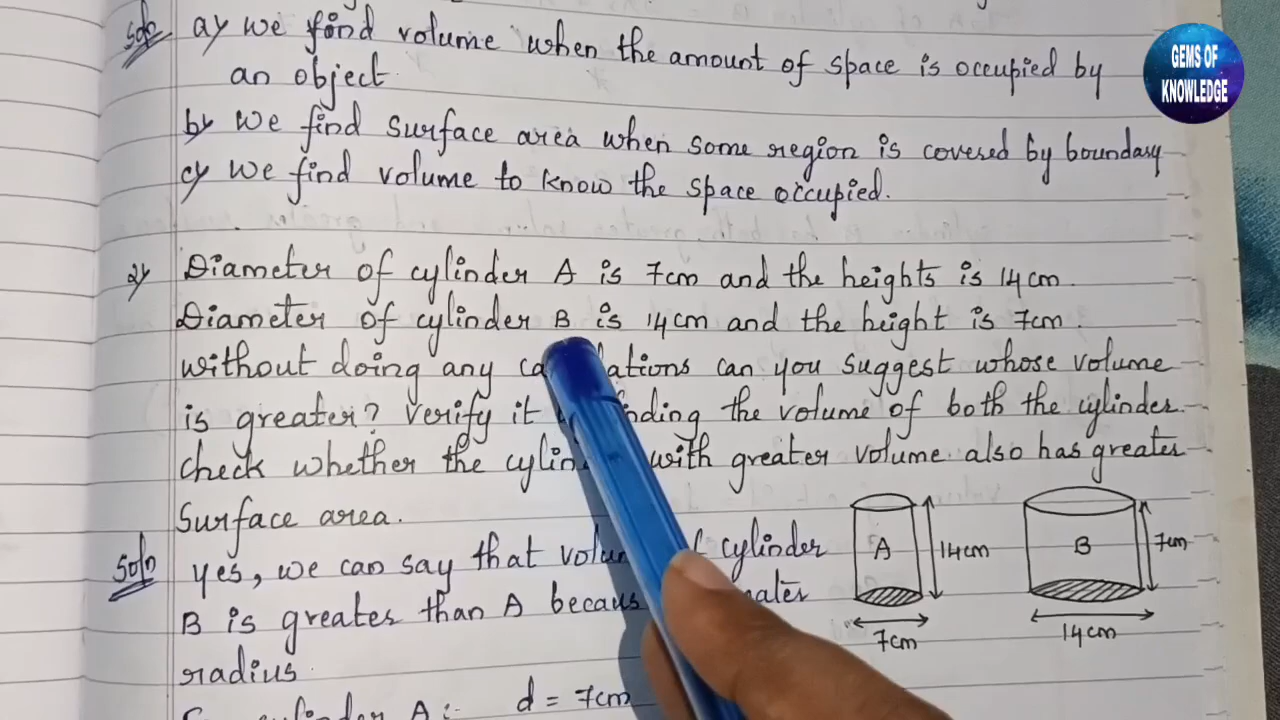 Soln
a) we find volume when the amount of space is occupied by
an object.
b) we find surface area when some region is covered by boundary
c) we find volume to know the space occupied.
2) Diameter of cylinder A is 7cm and the heights is 14cm.
Diameter of cylinder B is 14cm and the height is 7cm.
without doing any can you suggest whose volume
is greater? Verify it the volume of both the cylinder.
check whether the with greater volume also has greater
surface area.
Soln yes, we can say that cylinder
B is greater than A
radius.
cylinder A:- d = 7cm
A
14cm
7cm
B
7cm
14cm
GEMS OF
KNOWLEDGE